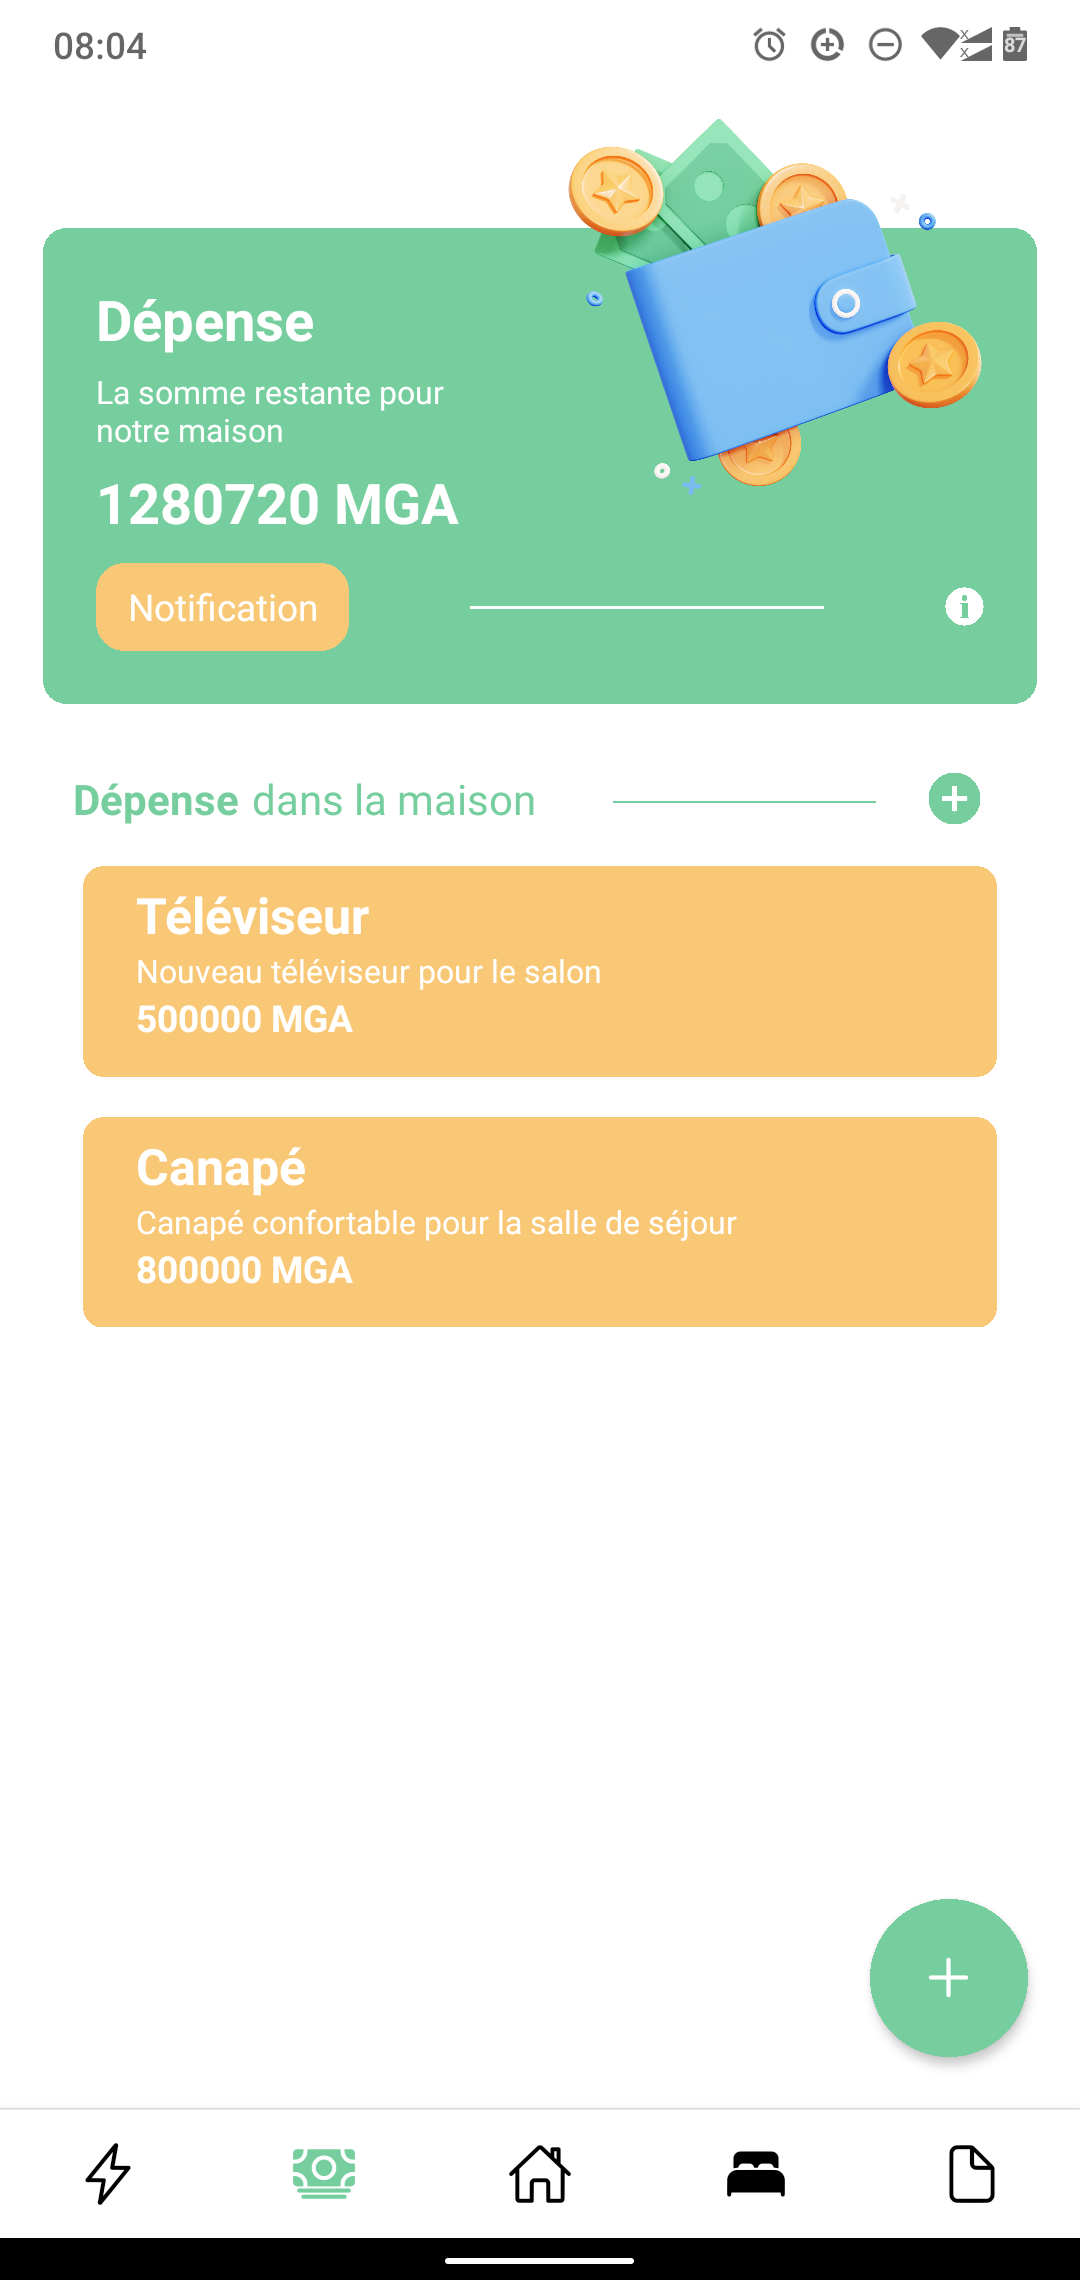 08:04
87
Dépense
La somme restante pour
notre maison
1280720 MGA
Notification
Dépense dans la maison
Téléviseur
Nouveau téléviseur pour le salon
500000 MGA
Canapé
Canapé confortable pour la salle de séjour
800000 MGA